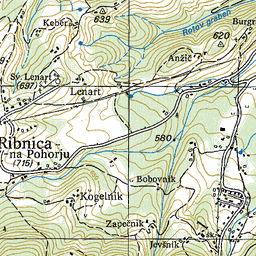 Kebér
639
Rotov graben
620
Burgr
Anžič
Sv. Lenart
(697)
Lenart
Ribnica
na Pohorju
(715)
580
Bobovnik
Kogelnik
Zapečnik
Jevšnik